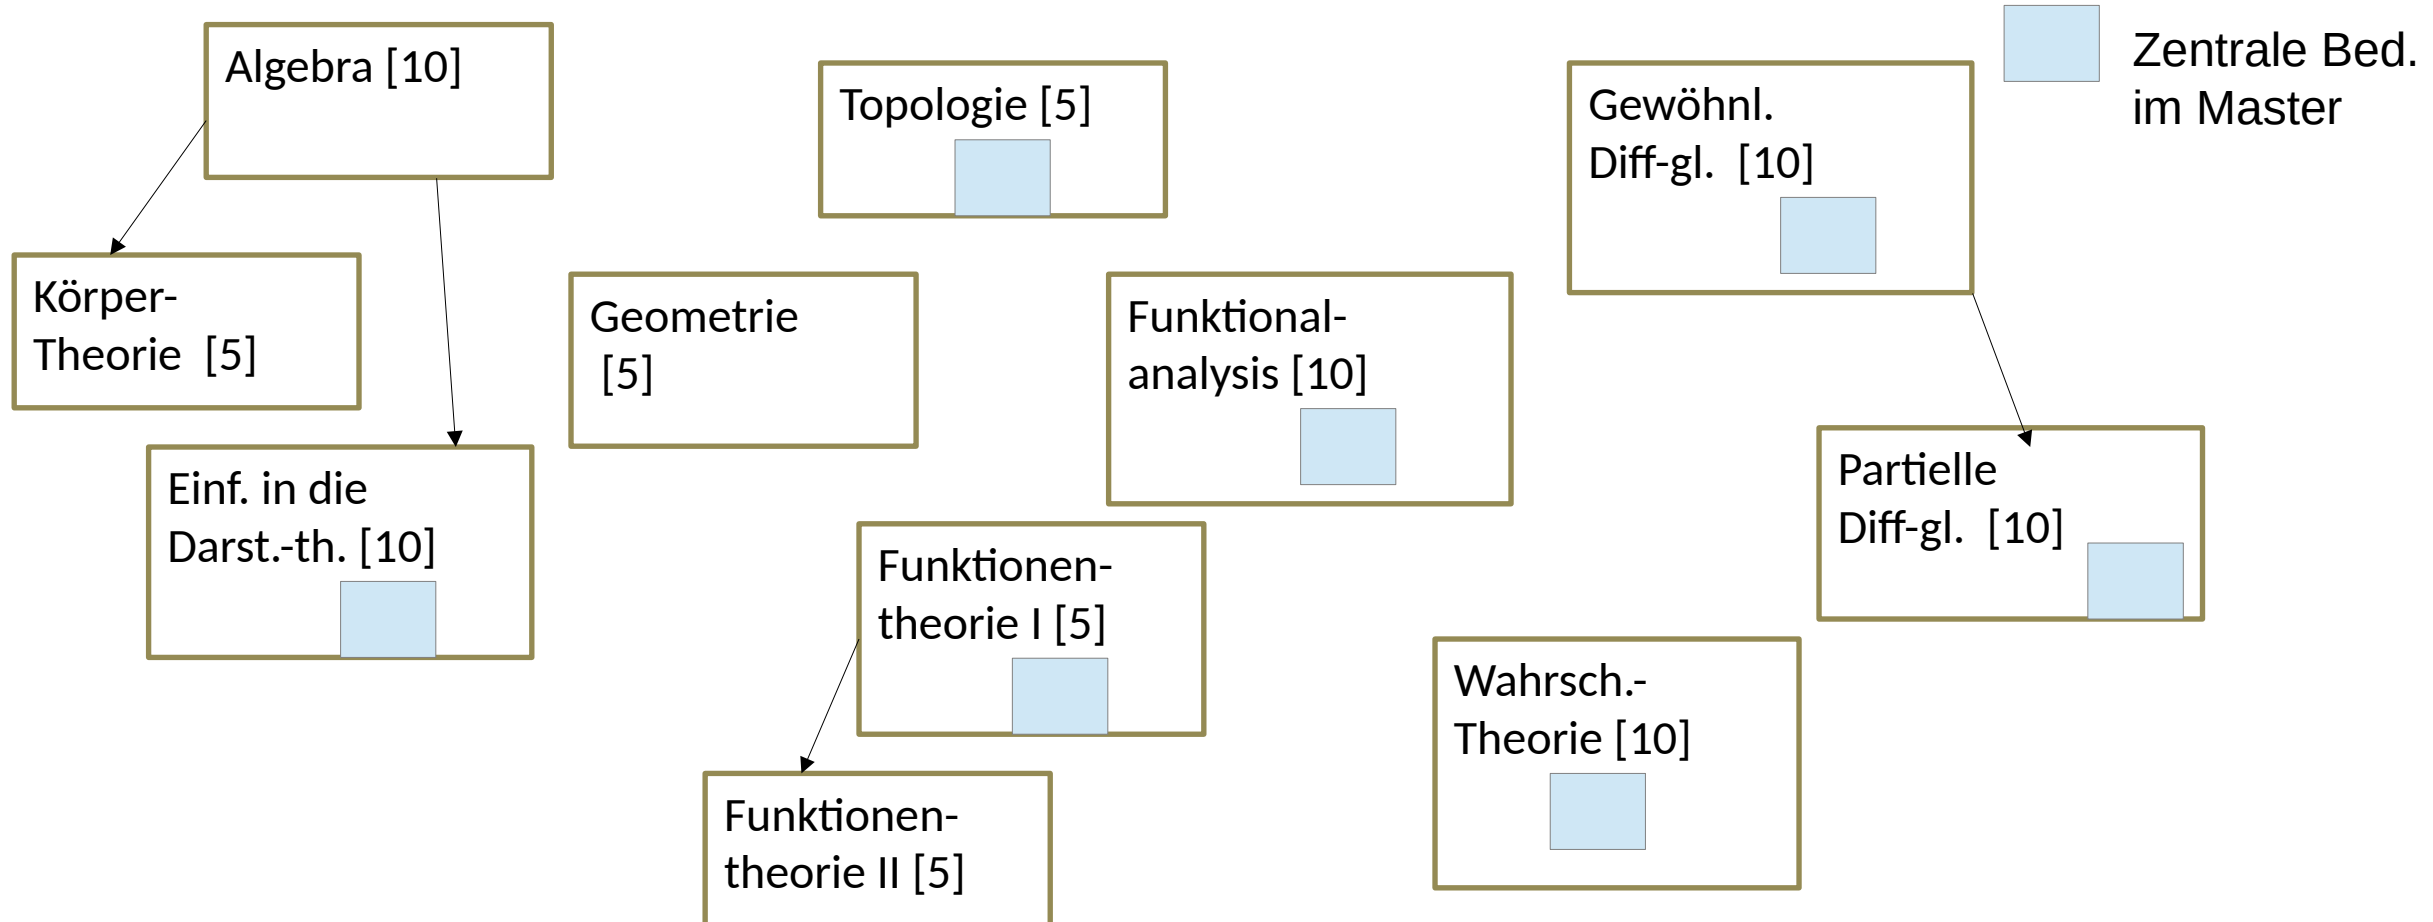 Algebra [10]
Topologie [5]
Gewöhnl.
Diff-gl.  [10]
Zentrale Bed.
im Master
Körper-
Theorie  [5]
Geometrie
[5]
Funktional-
analysis [10]
Einf. in die
Darst.-th. [10]
Partielle
Diff-gl.  [10]
Funktionen-
theorie I [5]
Wahrsch.-
Theorie [10]
Funktionen-
theorie II [5]